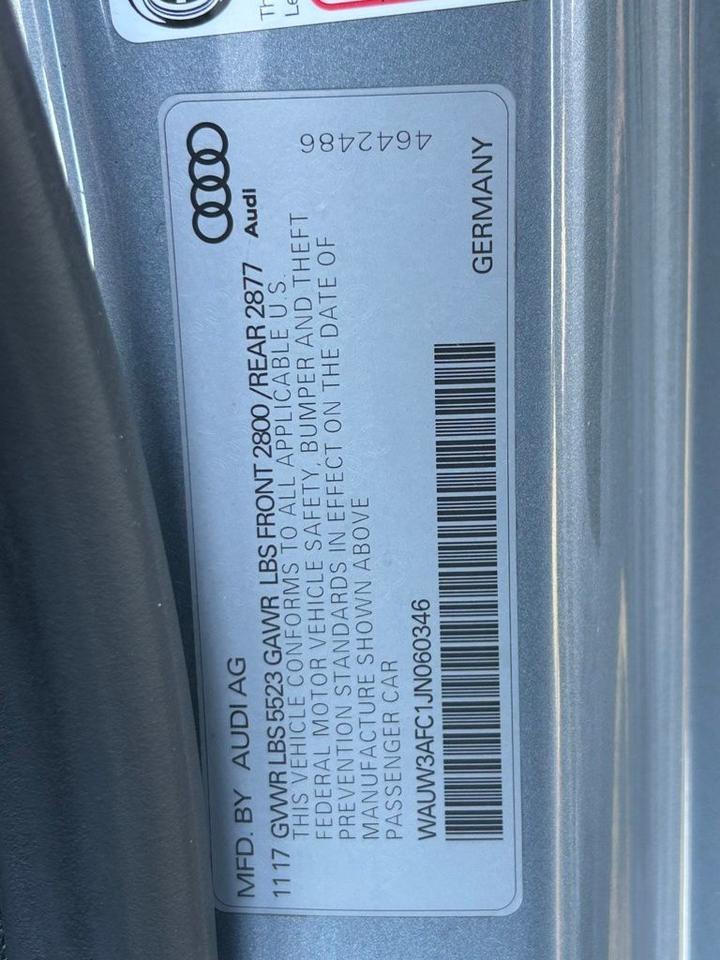 MFD. BY AUDI AG
11 17 GVWR LBS 5523 GAWR LBS FRONT 2800 /REAR 2877
THIS VEHICLE CONFORMS TO ALL APPLICABLE U.S.
FEDERAL MOTOR VEHICLE SAFETY, BUMPER AND THEFT
PREVENTION STANDARDS IN EFFECT ON THE DATE OF
MANUFACTURE SHOWN ABOVE
PASSENGER CAR
WAUW3AFC1JN060346
Audi
4642486
GERMANY